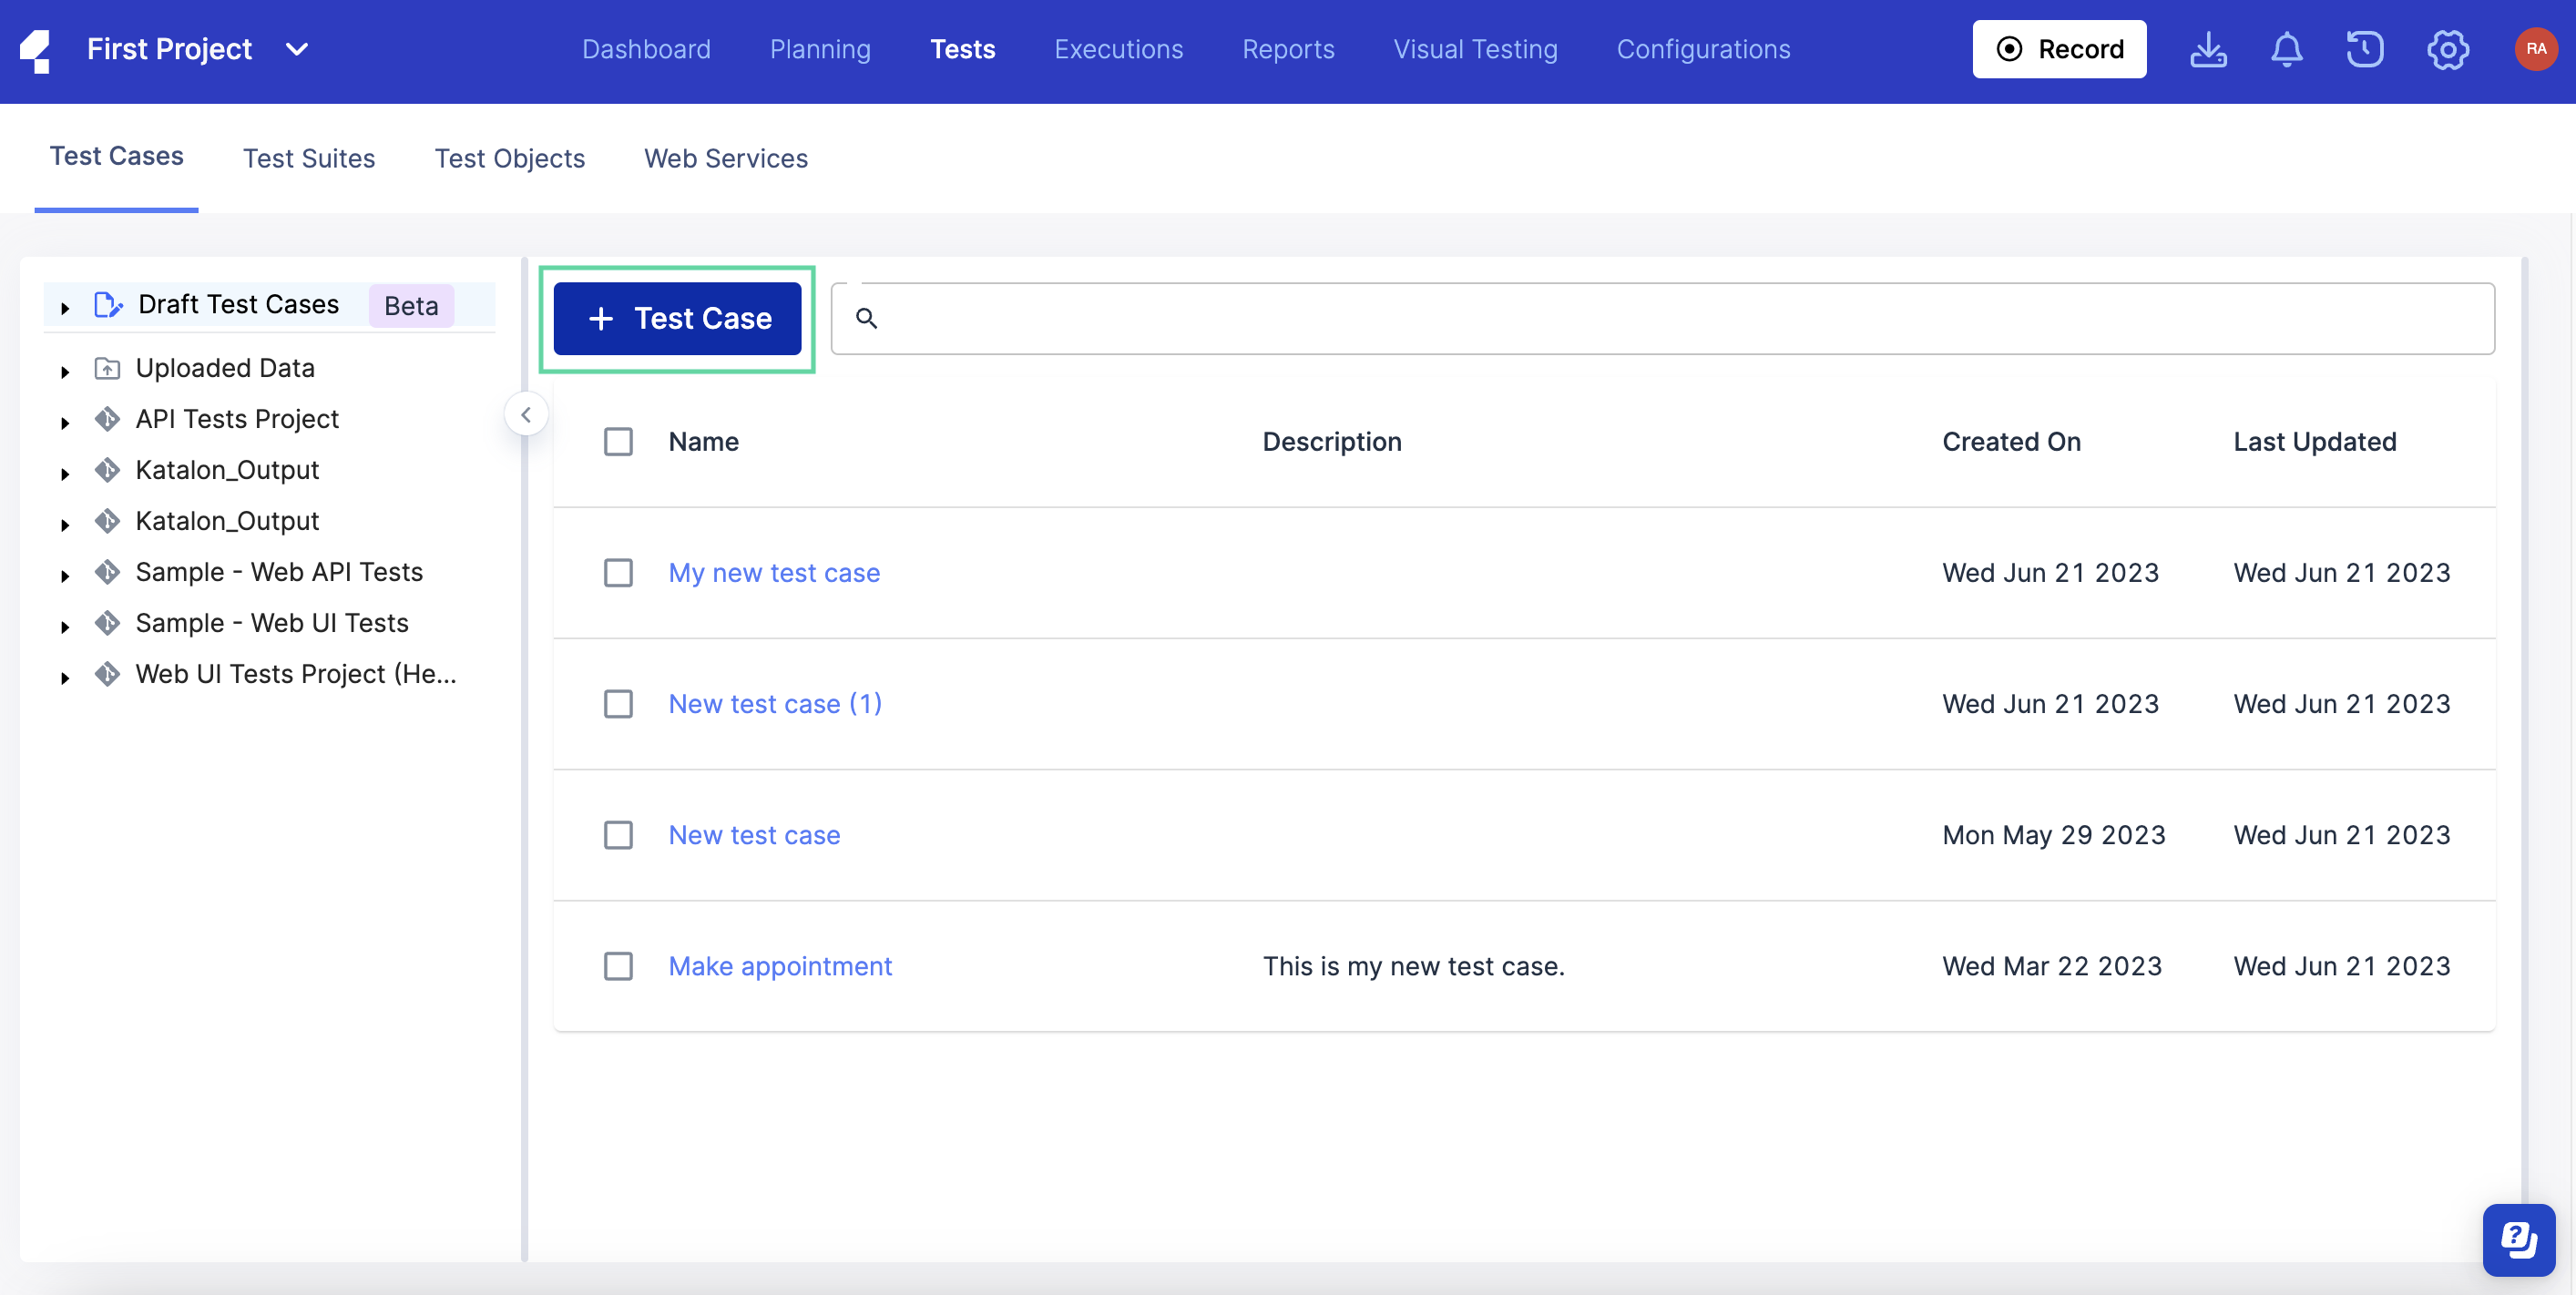 First Project Dashboard Planning Tests Executions Reports Visual Testing Configurations Record RA
Test Cases Test Suites Test Objects Web Services
Draft Test Cases Beta
Uploaded Data
API Tests Project
Katalon_Output
Katalon_Output
Sample - Web API Tests
Sample - Web UI Tests
Web UI Tests Project (He...
+ Test Case
Name Description Created On Last Updated
My new test case Wed Jun 21 2023 Wed Jun 21 2023
New test case (1) Wed Jun 21 2023 Wed Jun 21 2023
New test case Mon May 29 2023 Wed Jun 21 2023
Make appointment This is my new test case. Wed Mar 22 2023 Wed Jun 21 2023
?